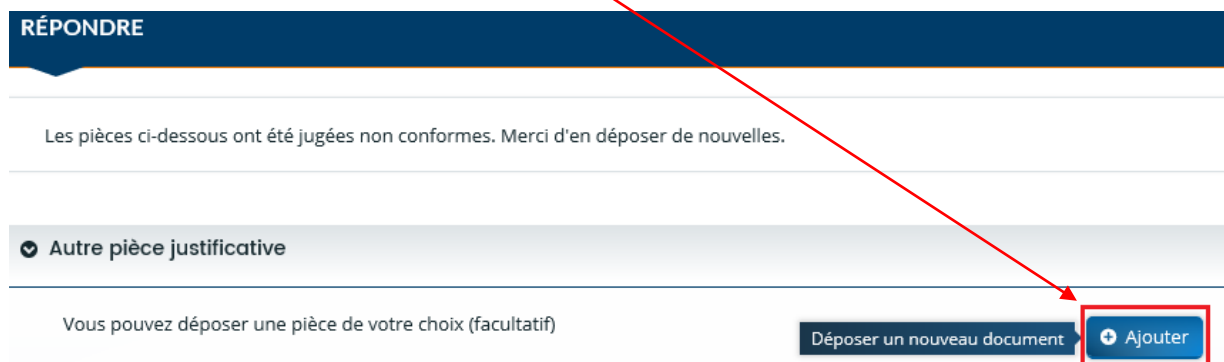 RÉPONDRE
Les pièces ci-dessous ont été jugées non conformes. Merci d'en déposer de nouvelles.
Autre pièce justificative
Vous pouvez déposer une pièce de votre choix (facultatif)
Déposer un nouveau document
Ajouter